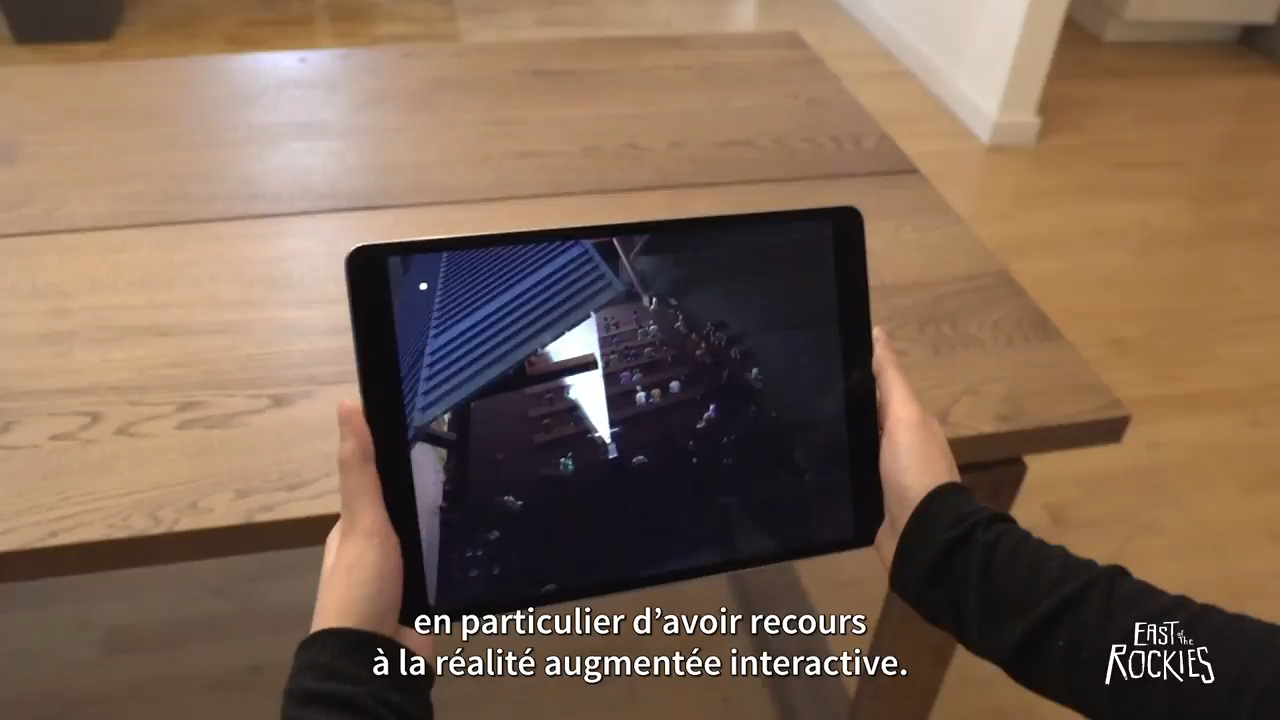 en particulier d’avoir recours
à la réalité augmentée interactive.
EAST of the
ROCKIES